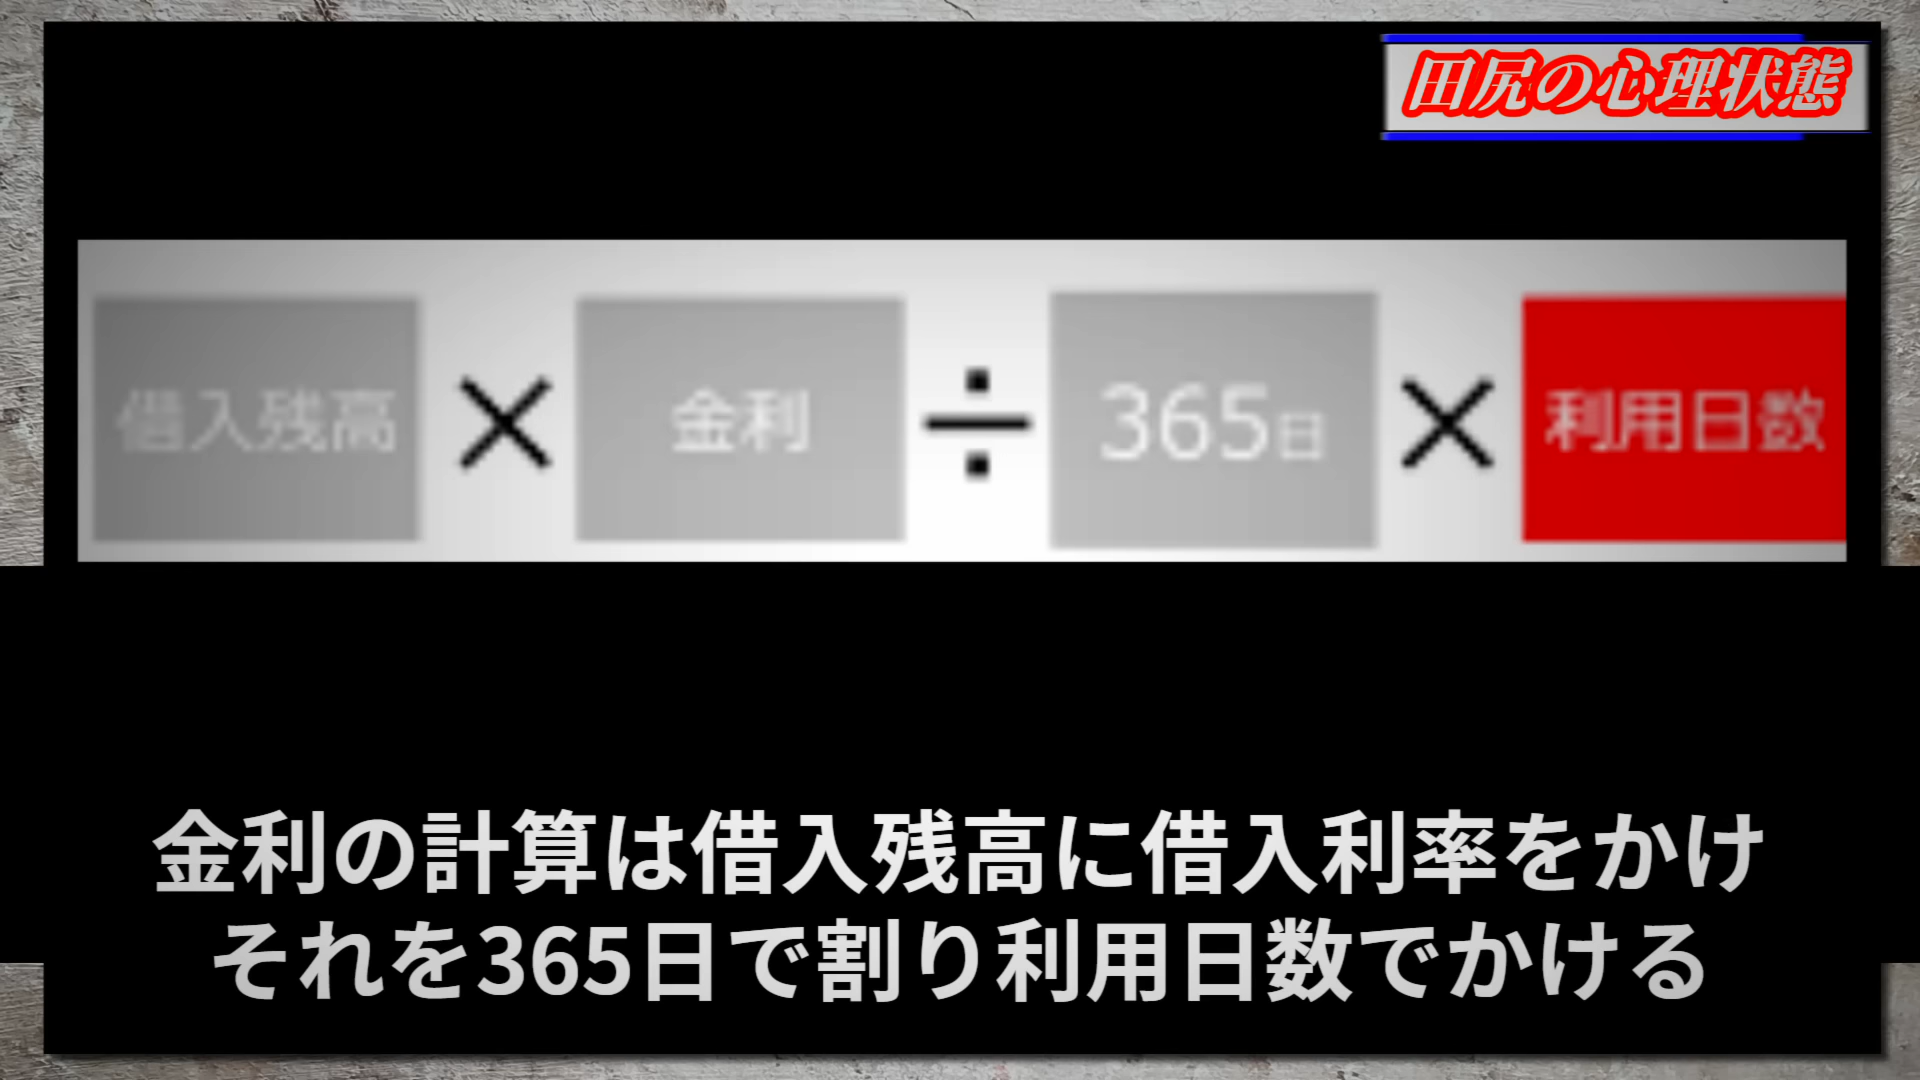 田尻の心理状態
借入残高 × 金利 ÷ 365日 × 利用日数
金利の計算は借入残高に借入利率をかけ
それを365日で割り利用日数でかける